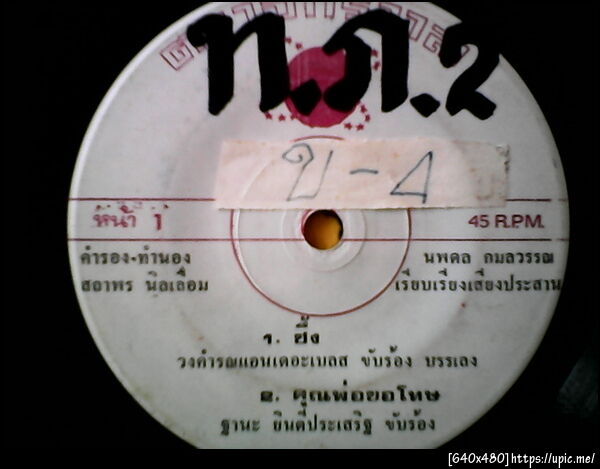 ท.ภ.2
ข-4
หน้า 1
45 R.P.M.
คำรอง-ทำนอง
สถาพร นิลเลื่อม
นพดล กมลวรรณ
เรียบเรียงเสียงประสาน
๑. ยิ้ง
วงคำรณแอนเดอะเบลส ขับร้อง บรรเลง
๒. คุณพ่อขอโทษ
ฐานะ ยินดีประเสริฐ ขับร้อง
[640x480]https://upic.me/